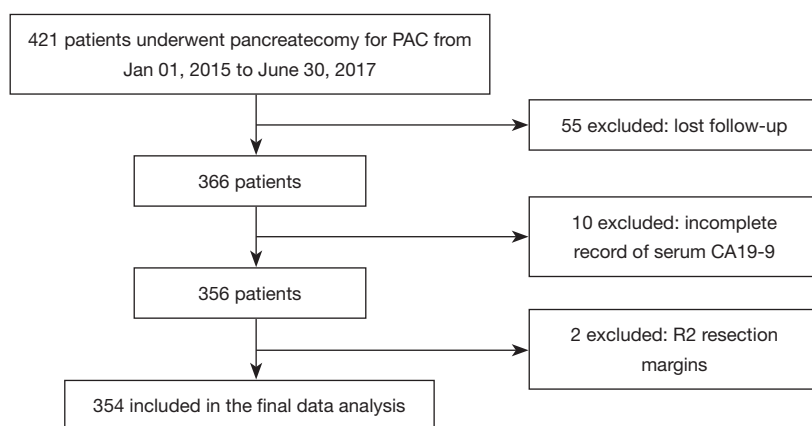 421 patients underwent pancreatecomy for PAC from
Jan 01, 2015 to June 30, 2017
55 excluded: lost follow-up
366 patients
10 excluded: incomplete
record of serum CA19-9
356 patients
2 excluded: R2 resection
margins
354 included in the final data analysis